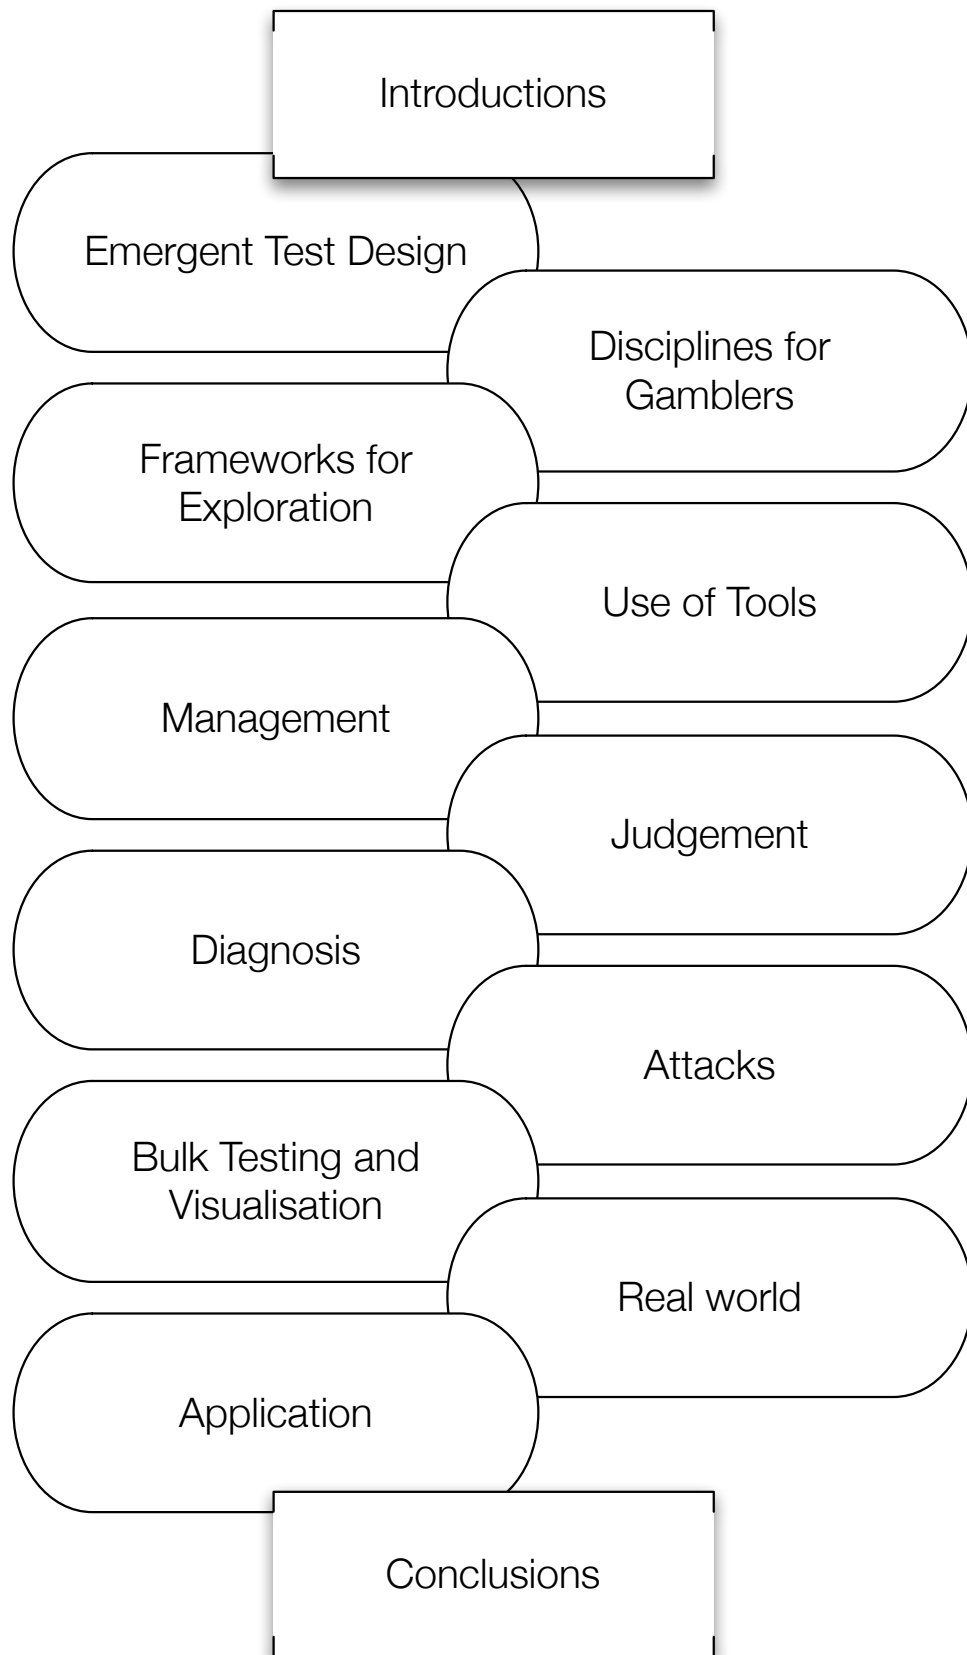 Introductions
Emergent Test Design
Disciplines for
Gamblers
Frameworks for
Exploration
Use of Tools
Management
Judgement
Diagnosis
Attacks
Bulk Testing and
Visualisation
Real world
Application
Conclusions